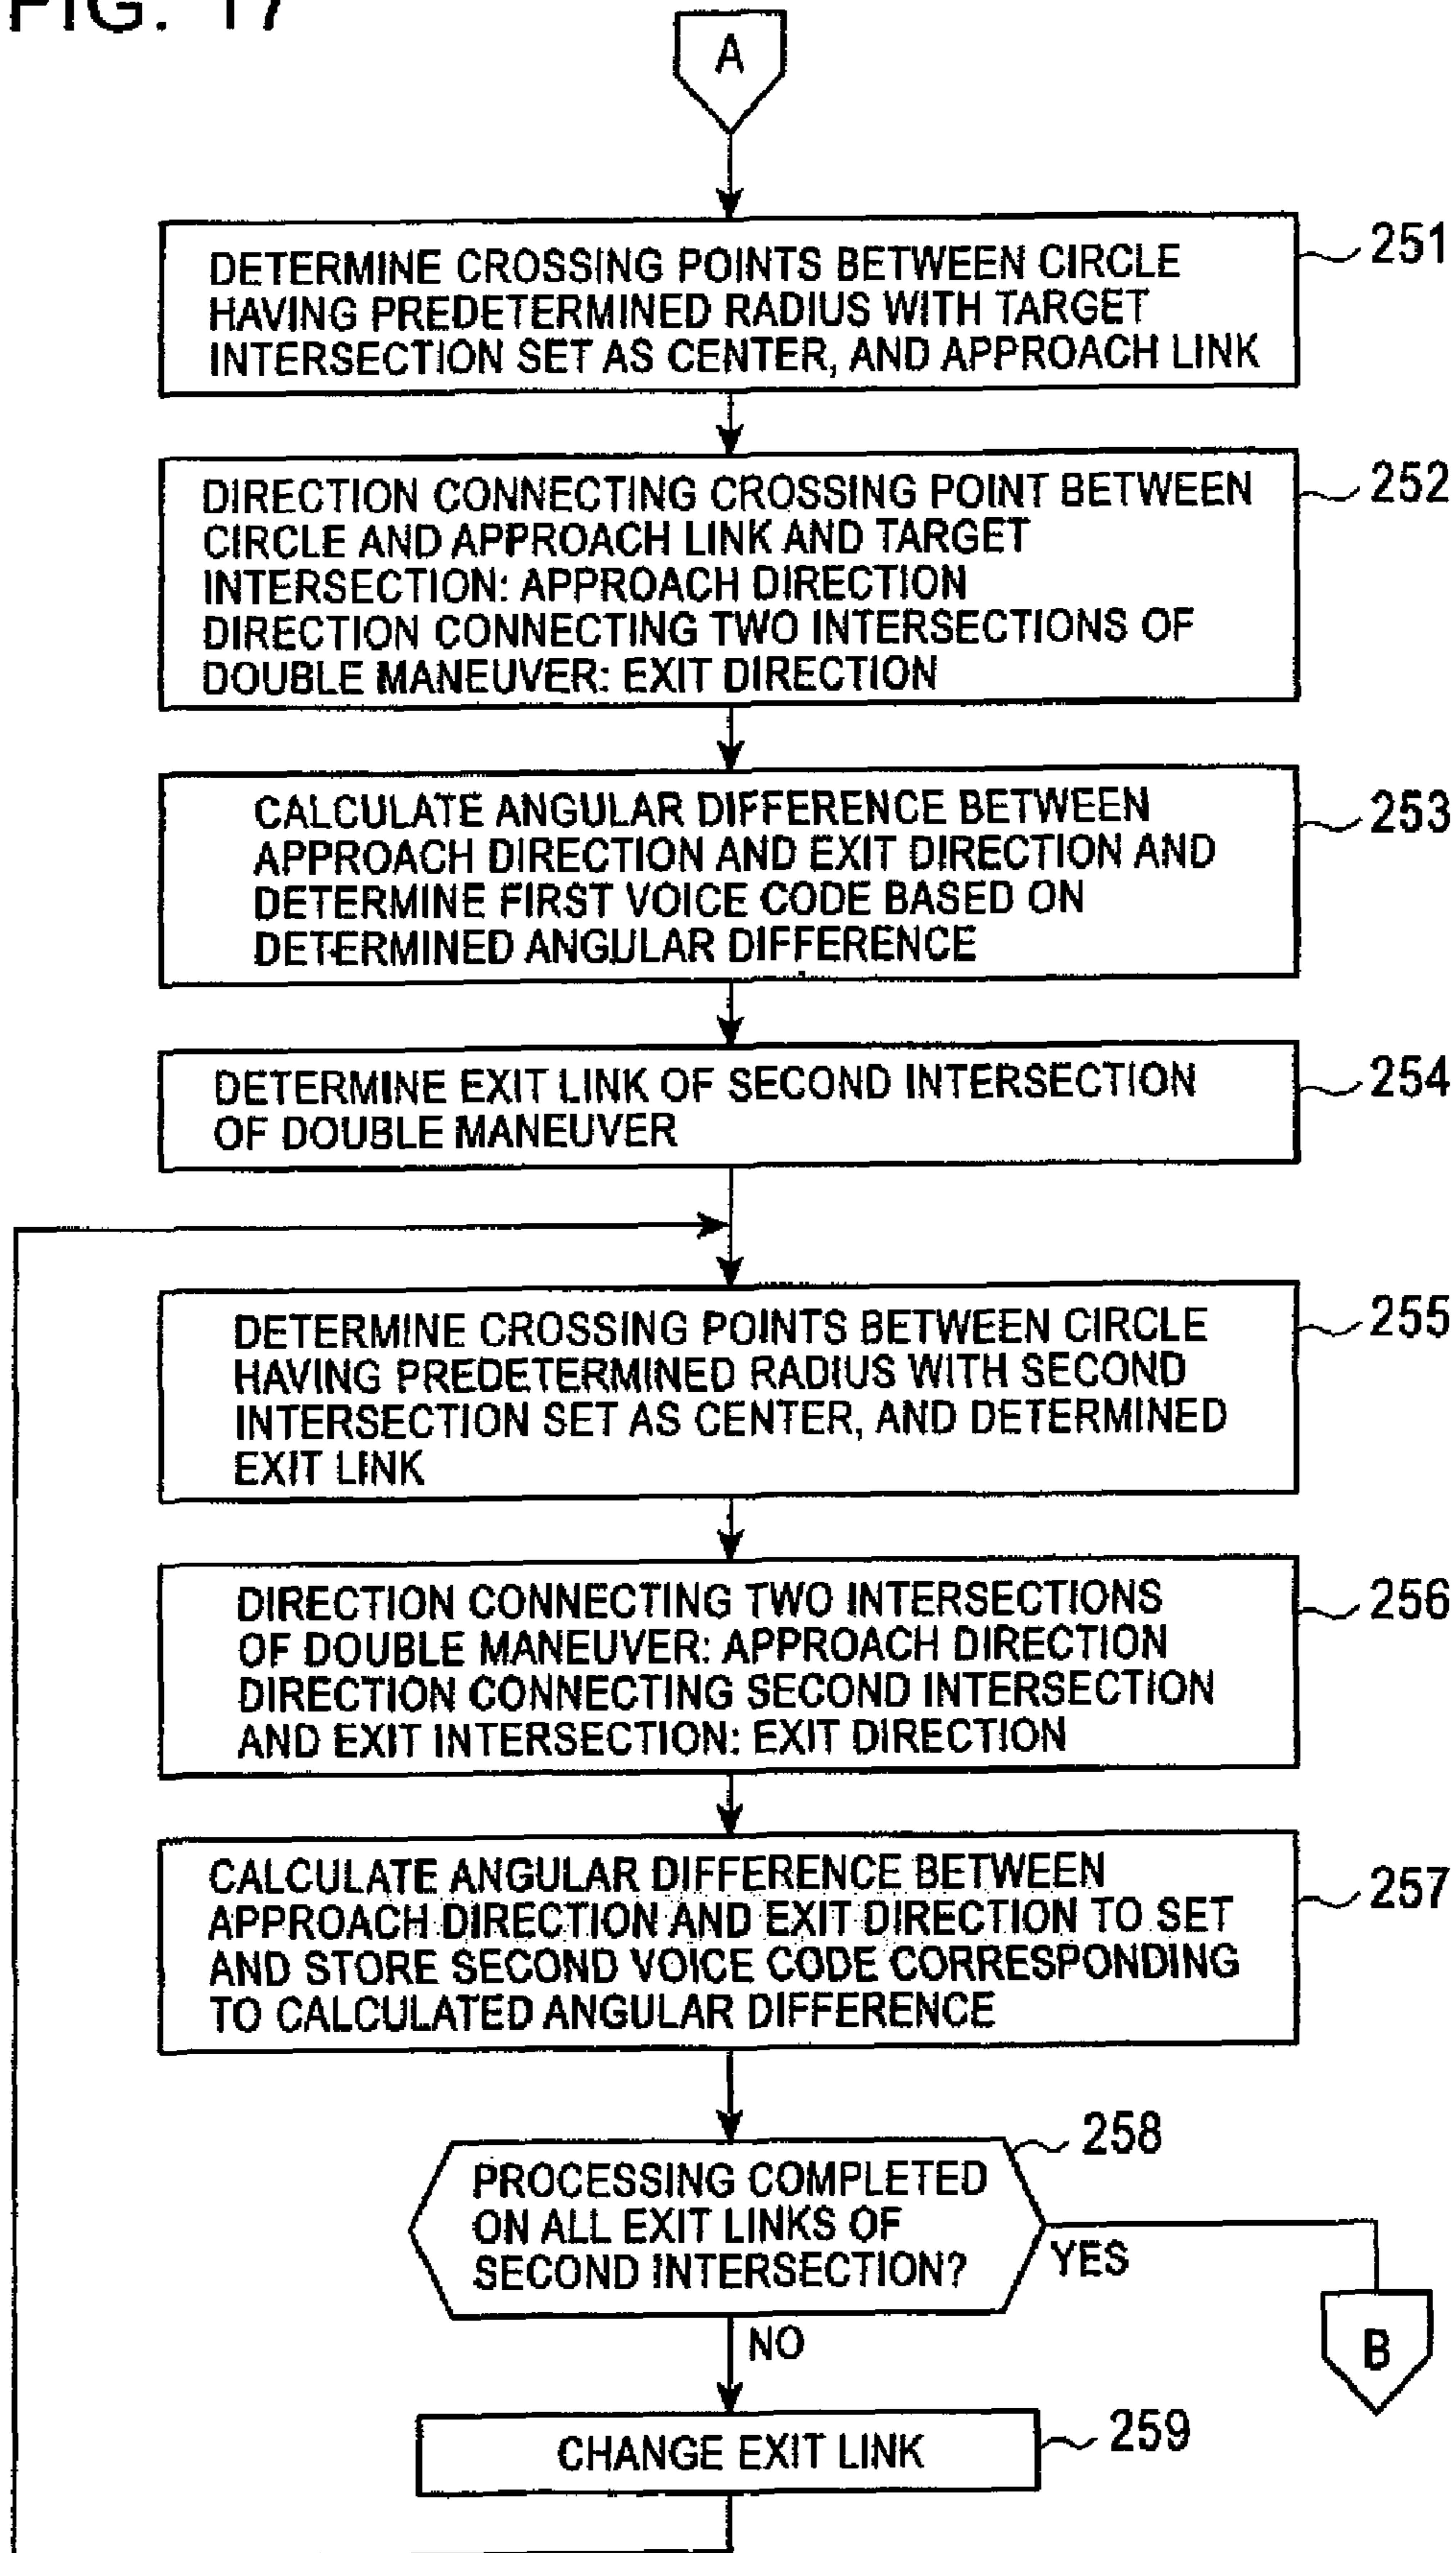 FIG. 17
A
DETERMINE CROSSING POINTS BETWEEN CIRCLE
HAVING PREDETERMINED RADIUS WITH TARGET
INTERSECTION SET AS CENTER, AND APPROACH LINK
251
DIRECTION CONNECTING CROSSING POINT BETWEEN
CIRCLE AND APPROACH LINK AND TARGET
INTERSECTION: APPROACH DIRECTION
DIRECTION CONNECTING TWO INTERSECTIONS OF
DOUBLE MANEUVER: EXIT DIRECTION
252
CALCULATE ANGULAR DIFFERENCE BETWEEN
APPROACH DIRECTION AND EXIT DIRECTION AND
DETERMINE FIRST VOICE CODE BASED ON
DETERMINED ANGULAR DIFFERENCE
253
DETERMINE EXIT LINK OF SECOND INTERSECTION
OF DOUBLE MANEUVER
254
DETERMINE CROSSING POINTS BETWEEN CIRCLE
HAVING PREDETERMINED RADIUS WITH SECOND
INTERSECTION SET AS CENTER, AND DETERMINED
EXIT LINK
255
DIRECTION CONNECTING TWO INTERSECTIONS
OF DOUBLE MANEUVER: APPROACH DIRECTION
DIRECTION CONNECTING SECOND INTERSECTION
AND EXIT INTERSECTION: EXIT DIRECTION
256
CALCULATE ANGULAR DIFFERENCE BETWEEN
APPROACH DIRECTION AND EXIT DIRECTION TO SET
AND STORE SECOND VOICE CODE CORRESPONDING
TO CALCULATED ANGULAR DIFFERENCE
257
PROCESSING COMPLETED
ON ALL EXIT LINKS OF
SECOND INTERSECTION?
258
YES
B
NO
CHANGE EXIT LINK
259